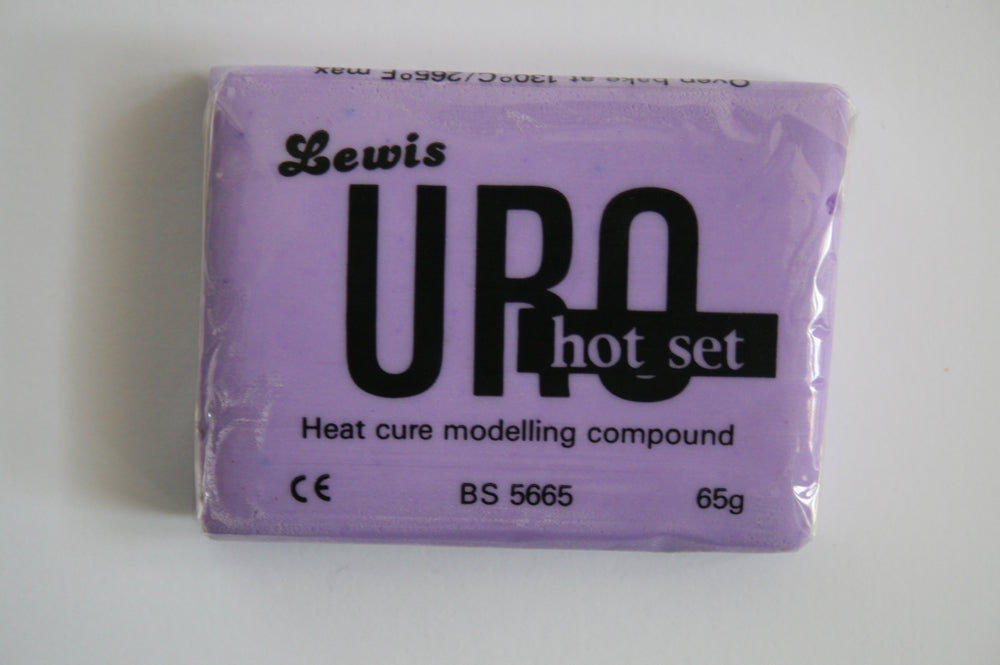 Oven bake at 130°C/265°F max
Lewis
URO
hot set
Heat cure modelling compound
CE BS 5665 65g